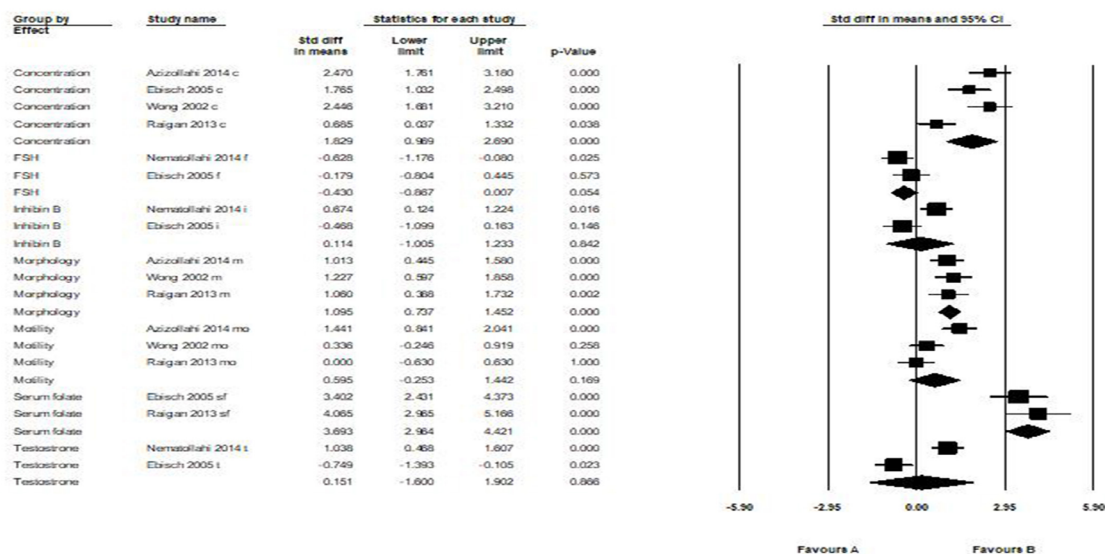 Group by Effect Study name Statistics for each study Std diff in means and 95% CI
Std diff in means Lower limit Upper limit p-Value
Concentration Azizollahi 2014 c 2.470 1.761 3.180 0.000
Concentration Ebisch 2005 c 1.765 1.032 2.498 0.000
Concentration Wong 2002 c 2.446 1.681 3.210 0.000
Concentration Raigan 2013 c 0.685 0.037 1.332 0.038
Concentration 1.829 0.969 2.690 0.000
FSH Nematollahi 2014 f -0.628 -1.176 -0.080 0.025
FSH Ebisch 2005 f -0.179 -0.804 0.445 0.573
FSH -0.430 -0.867 0.007 0.054
Inhibin B Nematollahi 2014 i 0.674 0.124 1.224 0.016
Inhibin B Ebisch 2005 i -0.468 -1.099 0.163 0.146
Inhibin B 0.114 -1.005 1.233 0.842
Morphology Azizollahi 2014 m 1.013 0.445 1.580 0.000
Morphology Wong 2002 m 1.227 0.597 1.858 0.000
Morphology Raigan 2013 m 1.060 0.388 1.732 0.002
Morphology 1.095 0.737 1.452 0.000
Motility Azizollahi 2014 mo 1.441 0.841 2.041 0.000
Motility Wong 2002 mo 0.336 -0.246 0.919 0.258
Motility Raigan 2013 mo 0.000 -0.630 0.630 1.000
Motility 0.595 -0.253 1.442 0.169
Serum folate Ebisch 2005 sf 3.402 2.431 4.373 0.000
Serum folate Raigan 2013 sf 4.065 2.965 5.166 0.000
Serum folate 3.693 2.964 4.421 0.000
Testostrone Nematollahi 2014 t 1.038 0.468 1.607 0.000
Testostrone Ebisch 2005 t -0.749 -1.393 -0.105 0.023
Testostrone 0.151 -1.600 1.902 0.866
-5.90 -2.95 0.00 2.95 5.90
Favours A Favours B